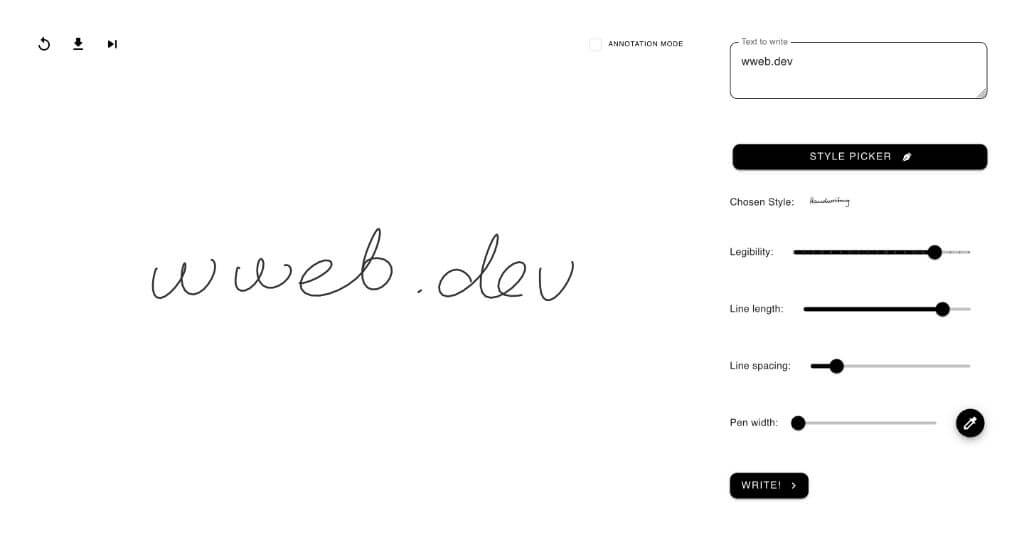 ANNOTATION MODE
wweb.dev
Text to write
wweb.dev
STYLE PICKER
Chosen Style: Handwriting
Legibility:
Line length:
Line spacing:
Pen width:
WRITE!